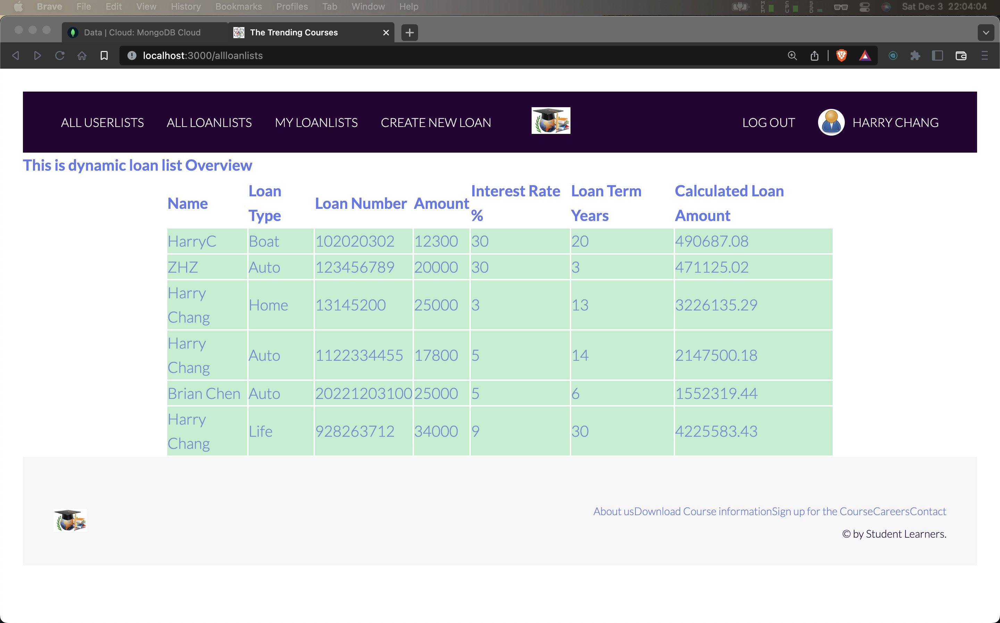 Brave File Edit View History Bookmarks Profiles Tab Window Help MEM CPU SSD Sat Dec 3 22:04:04
Data | Cloud: MongoDB Cloud The Trending Courses
localhost:3000/allloanlists
ALL USERLISTS ALL LOANLISTS MY LOANLISTS CREATE NEW LOAN LOG OUT HARRY CHANG
This is dynamic loan list Overview
Name Loan Type Loan Number Amount Interest Rate % Loan Term Years Calculated Loan Amount
HarryC Boat 102020302 12300 30 20 490687.08
ZHZ Auto 123456789 20000 30 3 471125.02
Harry Chang Home 13145200 25000 3 13 3226135.29
Harry Chang Auto 1122334455 17800 5 14 2147500.18
Brian Chen Auto 20221203100 25000 5 6 1552319.44
Harry Chang Life 928263712 34000 9 30 4225583.43
About usDownload Course informationSign up for the CourseCareersContact
© by Student Learners.